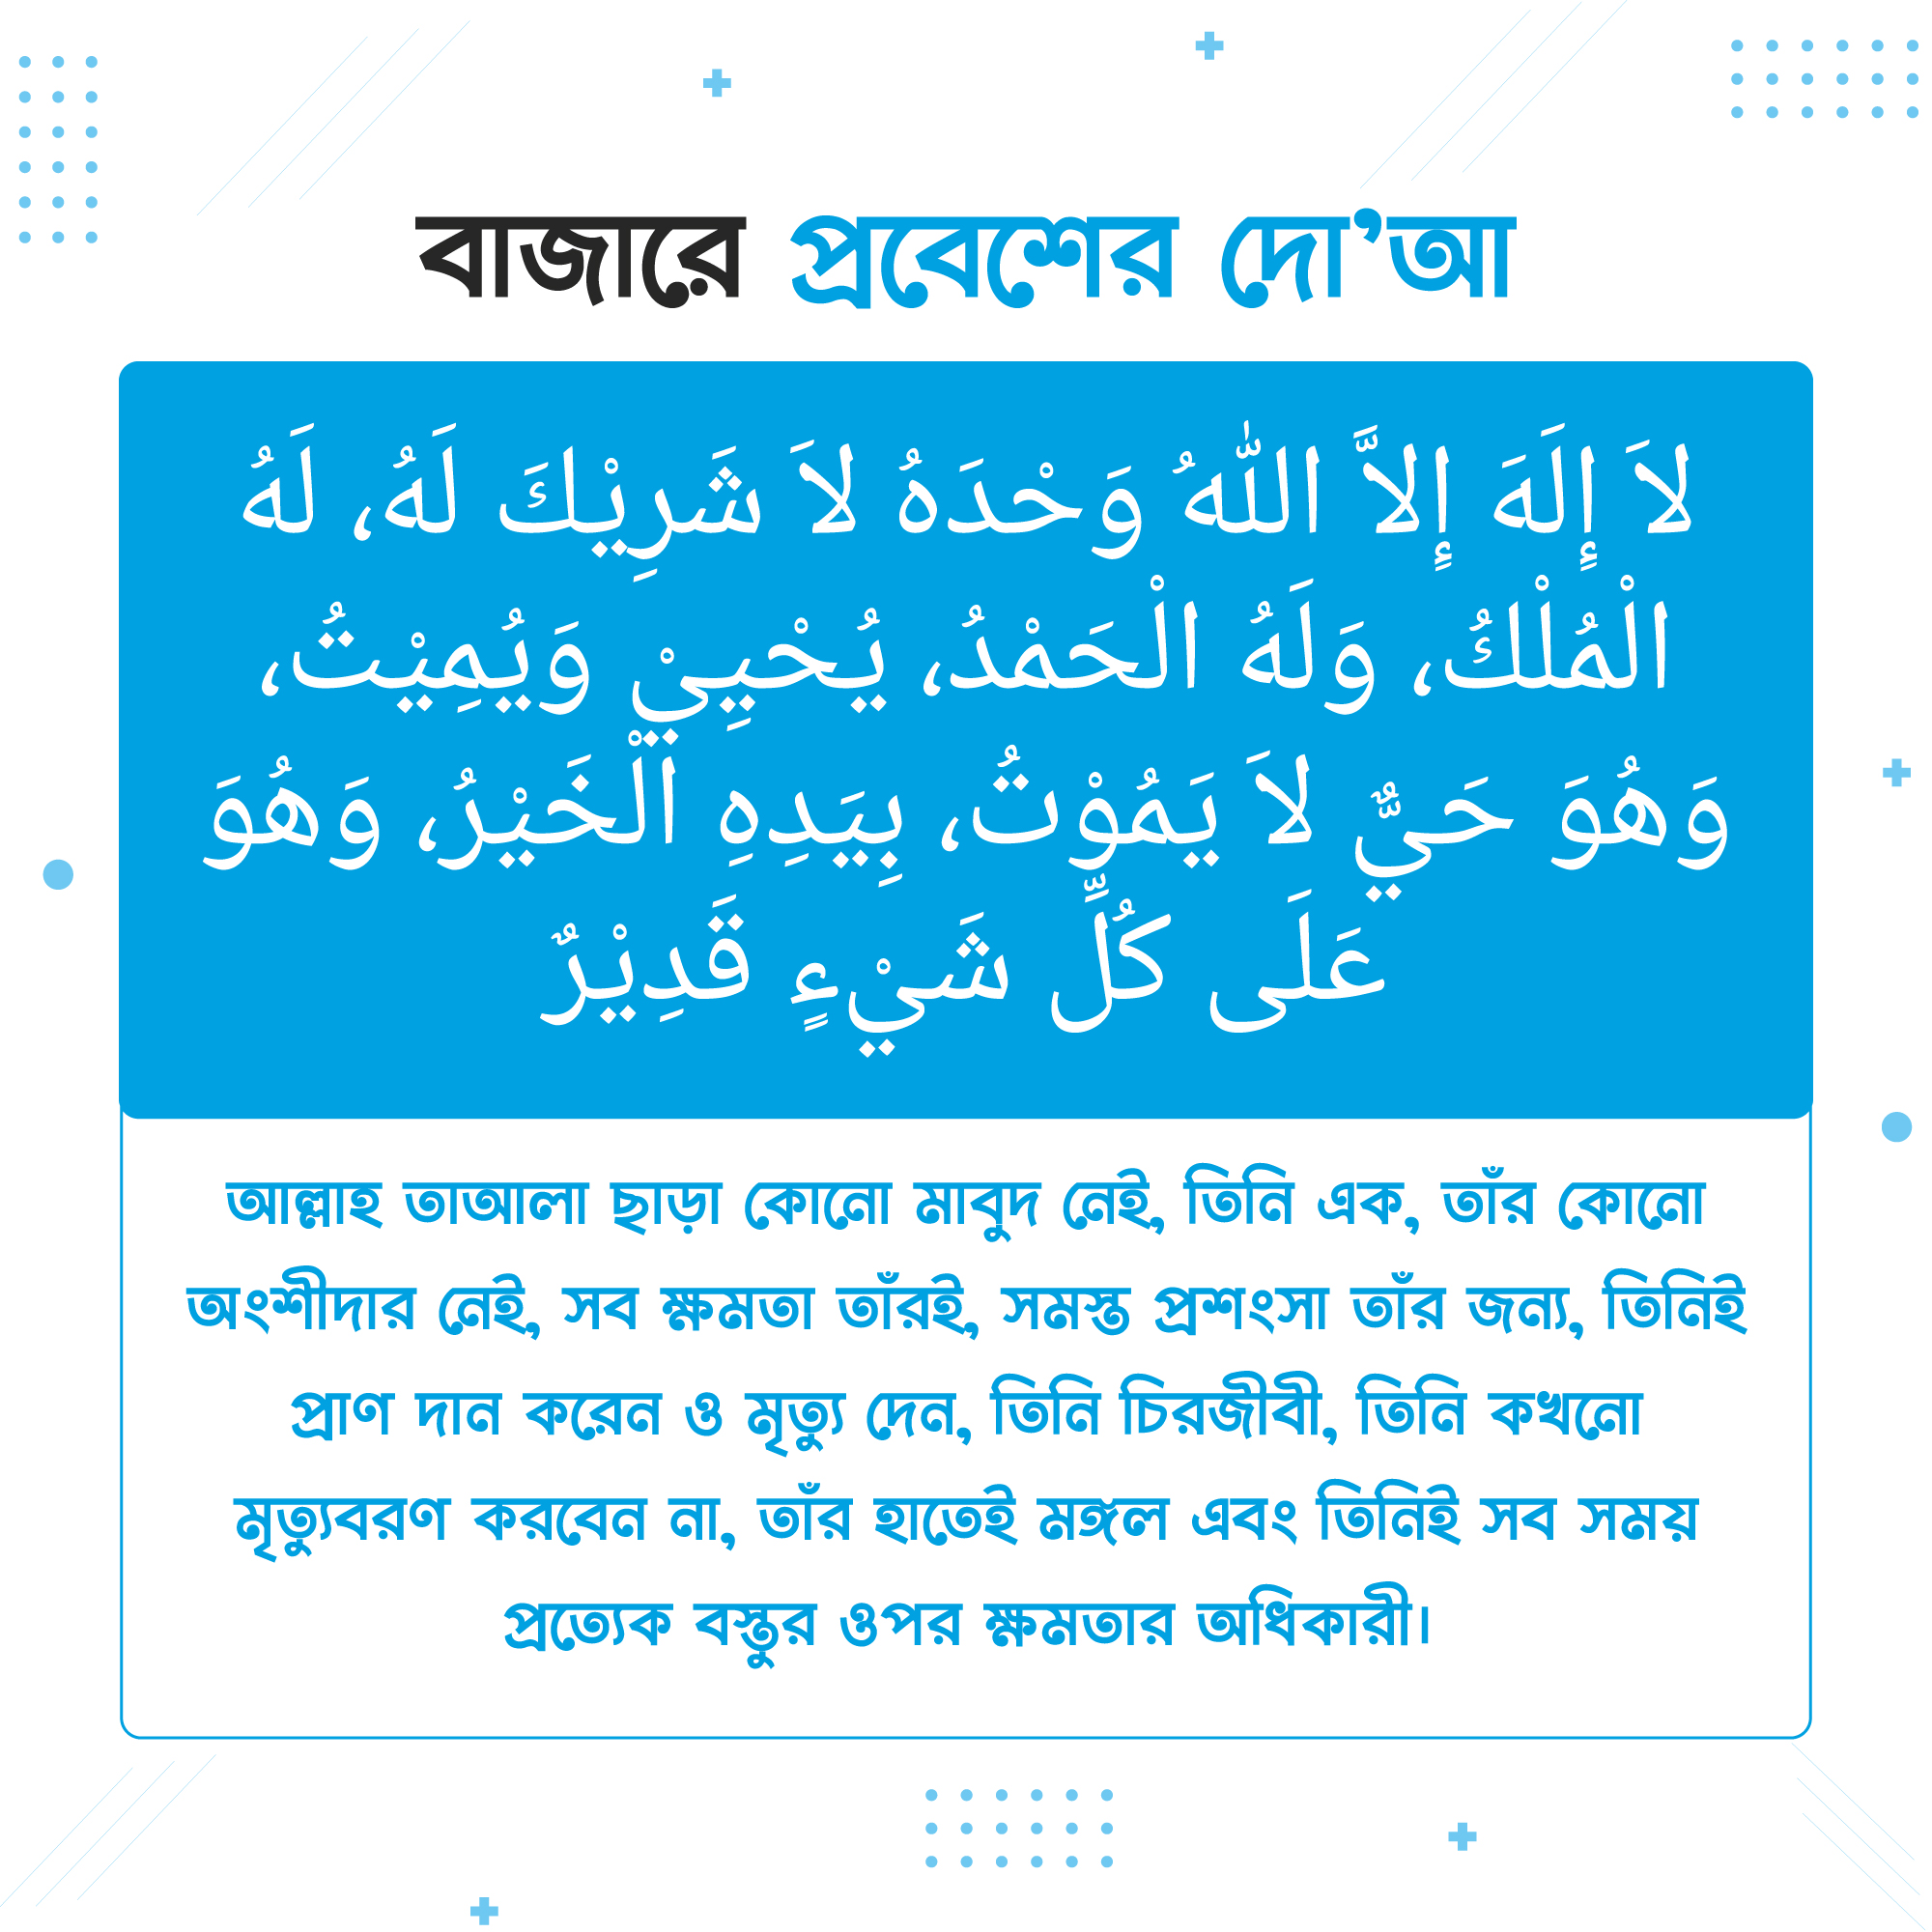 বাজারে প্রবেশের দো’আ
لاَ إِلَهَ إِلاَّ اللّٰهُ وَحْدَهُ لاَ شَرِيْكَ لَهُ، لَهُ
الْمُلْكُ، وَلَهُ الْحَمْدُ، يُحْيِيْ وَيُمِيْتُ،
وَهُوَ حَيٌّ لاَ يَمُوْتُ، بِيَدِهِ الْخَيْرُ، وَهُوَ
عَلَى كُلِّ شَيْءٍ قَدِيْرٌ
আল্লাহ তাআলা ছাড়া কোনো মাবুদ নেই, তিনি এক, তাঁর কোনো
অংশীদার নেই, সব ক্ষমতা তাঁরই, সমস্ত প্রশংসা তাঁর জন্য, তিনিই
প্রাণ দান করেন ও মৃত্যু দেন, তিনি চিরজীবী, তিনি কখনো
মৃত্যুবরণ করবেন না, তাঁর হাতেই মঙ্গল এবং তিনিই সব সময়
প্রত্যেক বস্তুর ওপর ক্ষমতার অধিকারী।